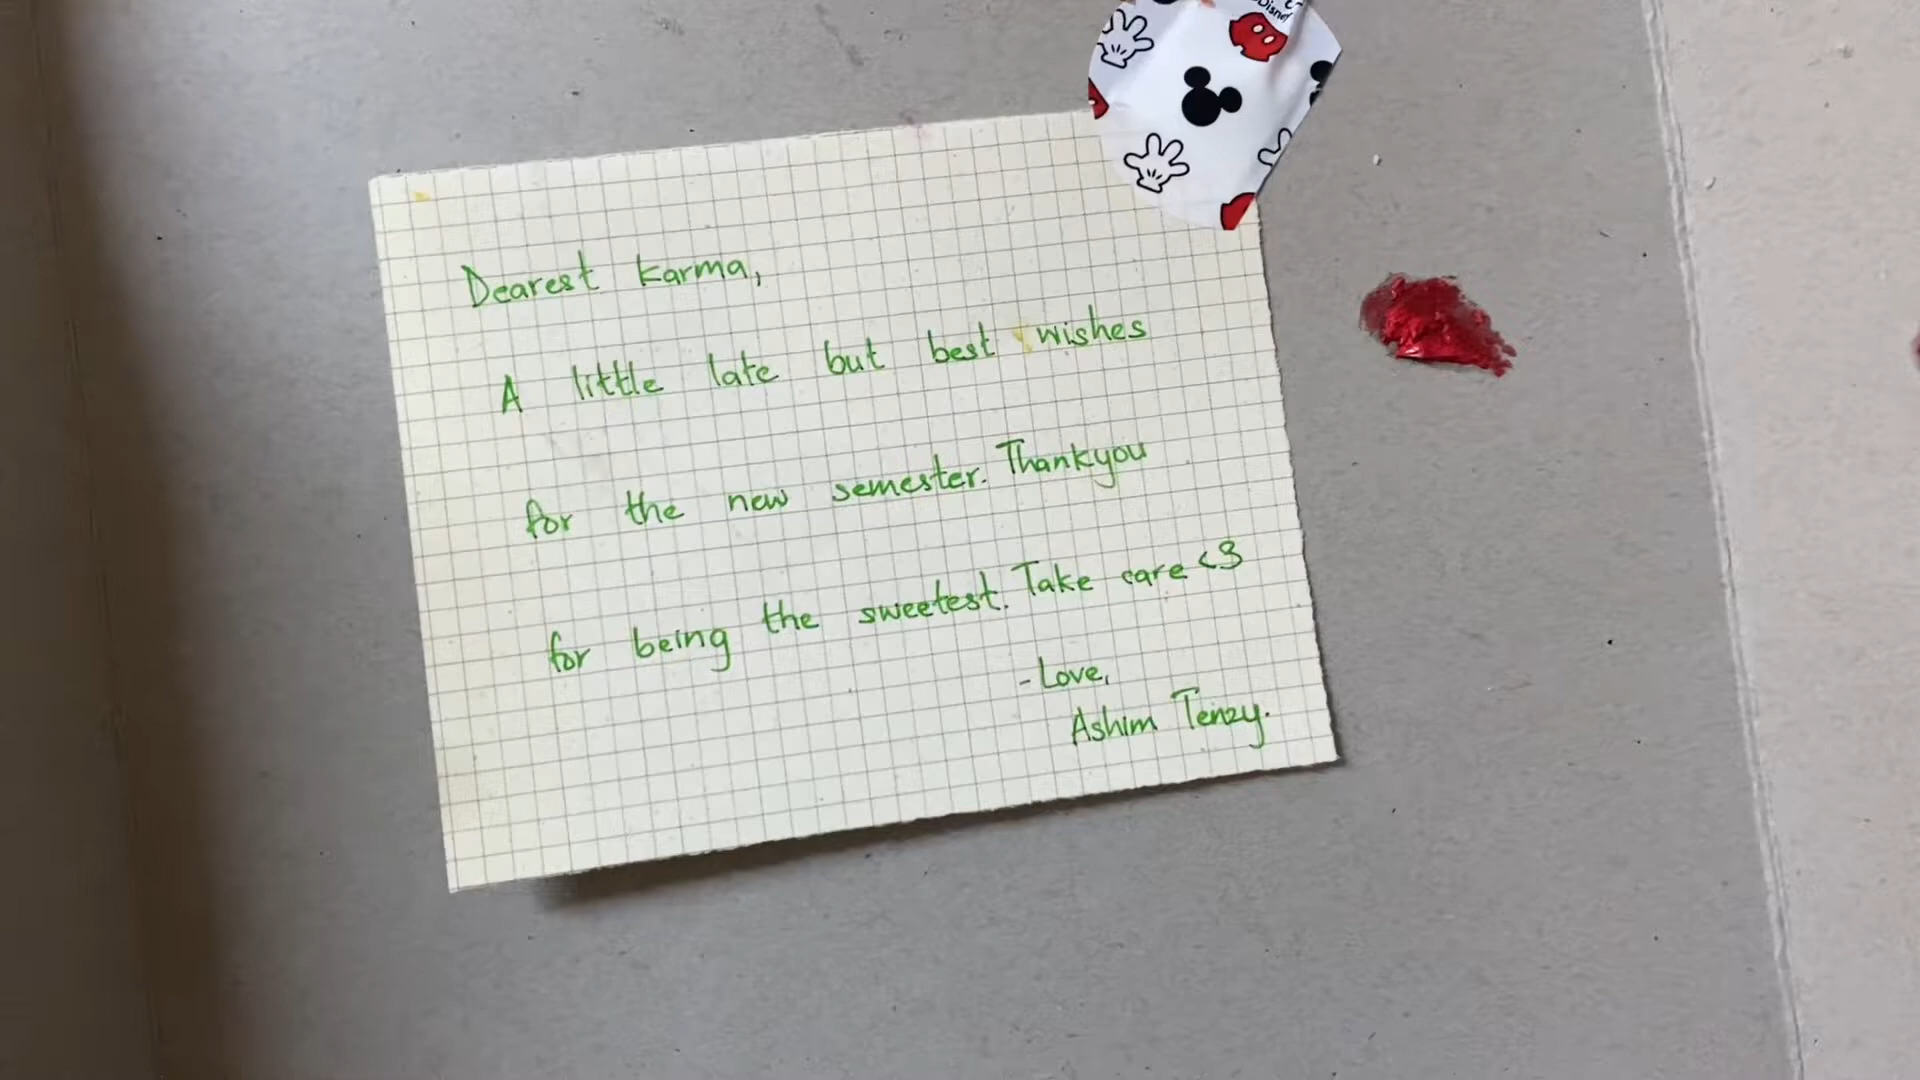 Disney
Dearest Karma,
A little late but best wishes
for the new semester. Thankyou
for being the sweetest. Take care <3
- Love,
Ashim Tenzy.